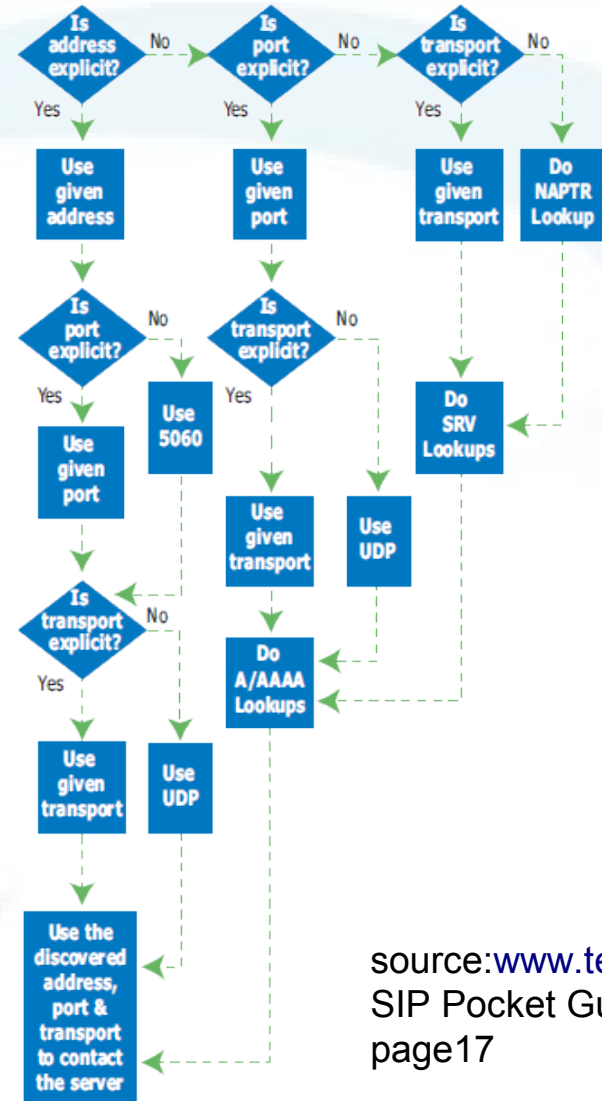 Is
address
explicit?
No
Is
port
explicit?
No
Is
transport
explicit?
No
Yes
Yes
Yes
Use
given
address
Use
given
port
Use
given
transport
Do
NAPTR
Lookup
Is
port
explicit?
No
Is
transport
explicit?
No
Yes
Yes
Use
given
port
Use
5060
Do
SRV
Lookups
Use
given
transport
Use
UDP
Is
transport
explicit?
No
Yes
Do
A/AAAA
Lookups
Use
given
transport
Use
UDP
Use the
discovered
address,
port &
transport
to contact
the server
source:www.te
SIP Pocket Gu
page17